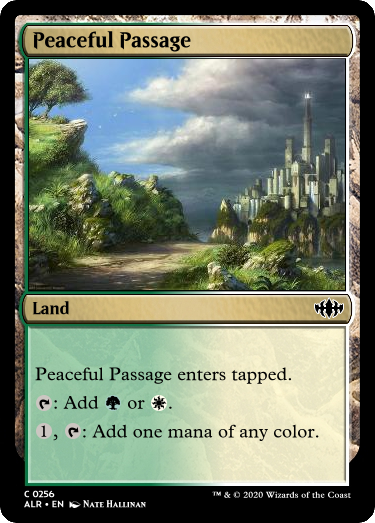 Peaceful Passage
Land
Peaceful Passage enters tapped.
: Add or .
1, : Add one mana of any color.
C 0256
ALR • EN Nate Hallinan
™ & © 2020 Wizards of the Coast